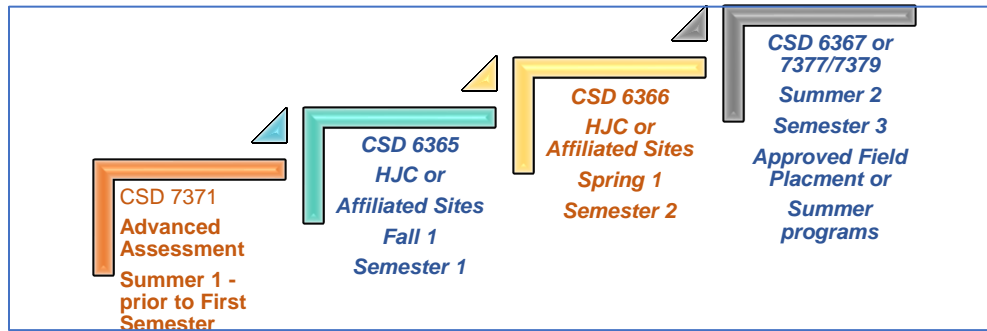 CSD 7371
Advanced
Assessment
Summer 1 -
prior to First
Semester
CSD 6365
HJC or
Affiliated Sites
Fall 1
Semester 1
CSD 6366
HJC or
Affiliated Sites
Spring 1
Semester 2
CSD 6367 or
7377/7379
Summer 2
Semester 3
Approved Field
Placment or
Summer
programs